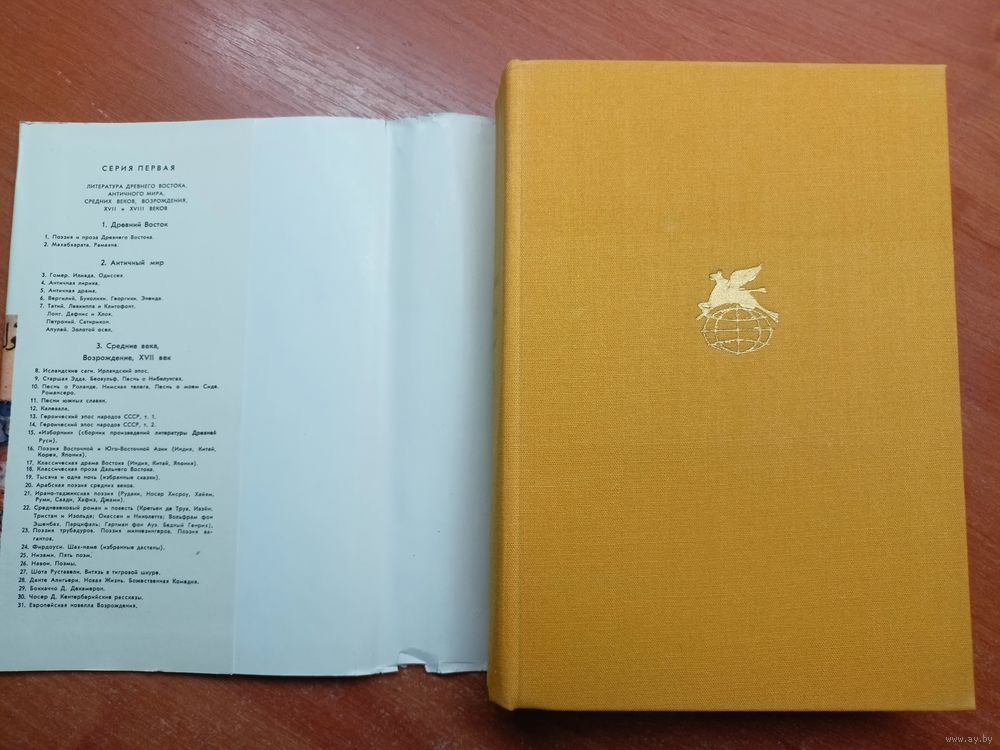 СЕРИЯ ПЕРВАЯ
ЛИТЕРАТУРА ДРЕВНЕГО ВОСТОКА,
АНТИЧНОГО МИРА,
СРЕДНИХ ВЕКОВ, ВОЗРОЖДЕНИЯ,
XVII и XVIII ВЕКОВ
1. Древний Восток
1. Поэзия и проза Древнего Востока.
2. Махабхарата. Рамаяна.
2. Античный мир
3. Гомер. Илиада. Одиссея.
4. Античная лирика.
5. Античная драма.
6. Вергилий. Буколики. Георгики. Энеида.
7. Татий. Левкиппа и Клитофонт.
Лонг. Дафнис и Хлоя.
Петроний. Сатирикон.
Апулей. Золотой осел.
3. Средние века,
Возрождение, XVII век
8. Исландские саги. Ирландский эпос.
9. Старшая Эдда. Беовульф. Песнь о Нибелунгах.
10. Песнь о Роланде. Нимская телега. Песнь о моем Сиде.
Романсеро.
11. Песни южных славян.
12. Калевала.
13. Героический эпос народов СССР, т. 1.
14. Героический эпос народов СССР, т. 2.
15. «Изборник» (сборник произведений литературы Древней
Руси).
16. Поэзия Восточной и Юго-Восточной Азии (Индия, Китай,
Корея, Япония).
17. Классическая драма Востока (Индия, Китай, Япония).
18. Классическая проза Дальнего Востока.
19. Тысяча и одна ночь (избранные сказки).
20. Арабская поэзия средних веков.
21. Ирано-таджикская поэзия (Рудаки, Носир Хисроу, Хайям,
Руми, Саади, Хафиз, Джами).
22. Средневековый роман и повесть (Кретьен де Труа. Ивэйн;
Тристан и Изольда; Окассен и Николетта; Вольфрам фон
Эшенбах. Парцифаль; Гартман фон Ауэ. Бедный Генрих).
23. Поэзия трубадуров. Поэзия миннезингеров. Поэзия ва-
гантов.
24. Фирдоуси. Шах-наме (избранные дастаны).
25. Низами. Пять поэм.
26. Навои. Поэмы.
27. Шота Руставели. Витязь в тигровой шкуре.
28. Данте Алигьери. Новая Жизнь. Божественная Комедия.
29. Боккаччо Д. Декамерон.
30. Чосер Д. Кентерберийские рассказы.
31. Европейская новелла Возрождения.
www.ay.by